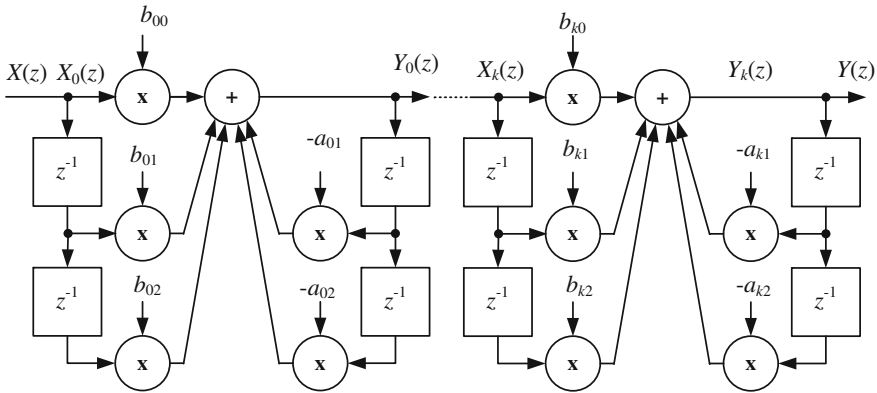 b₀₀ bₖ₀
X(z) X₀(z) Y₀(z) Xₖ(z) Yₖ(z) Y(z)
x + x +
z⁻¹ b₀₁ -a₀₁ z⁻¹ z⁻¹ bₖ₁ -aₖ₁ z⁻¹
x x x x
z⁻¹ b₀₂ -a₀₂ z⁻¹ z⁻¹ bₖ₂ -aₖ₂ z⁻¹
x x x x